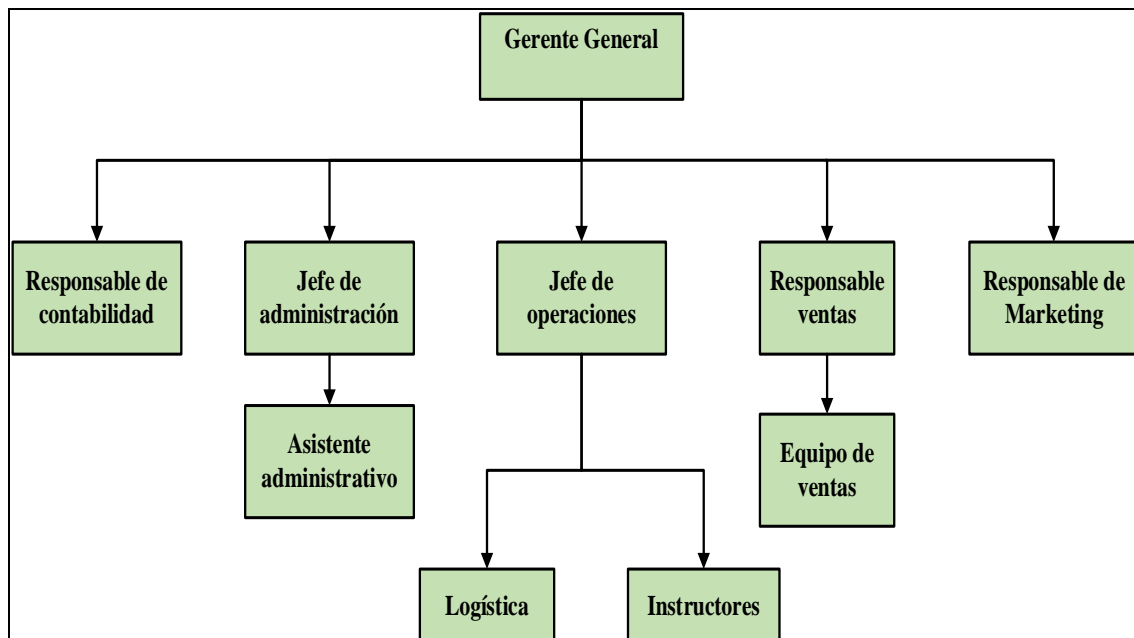 Gerente General
Responsable de
contabilidad
Jefe de
administración
Jefe de
operaciones
Responsable
ventas
Responsable de
Marketing
Asistente
administrativo
Equipo de
ventas
Logística
Instructores